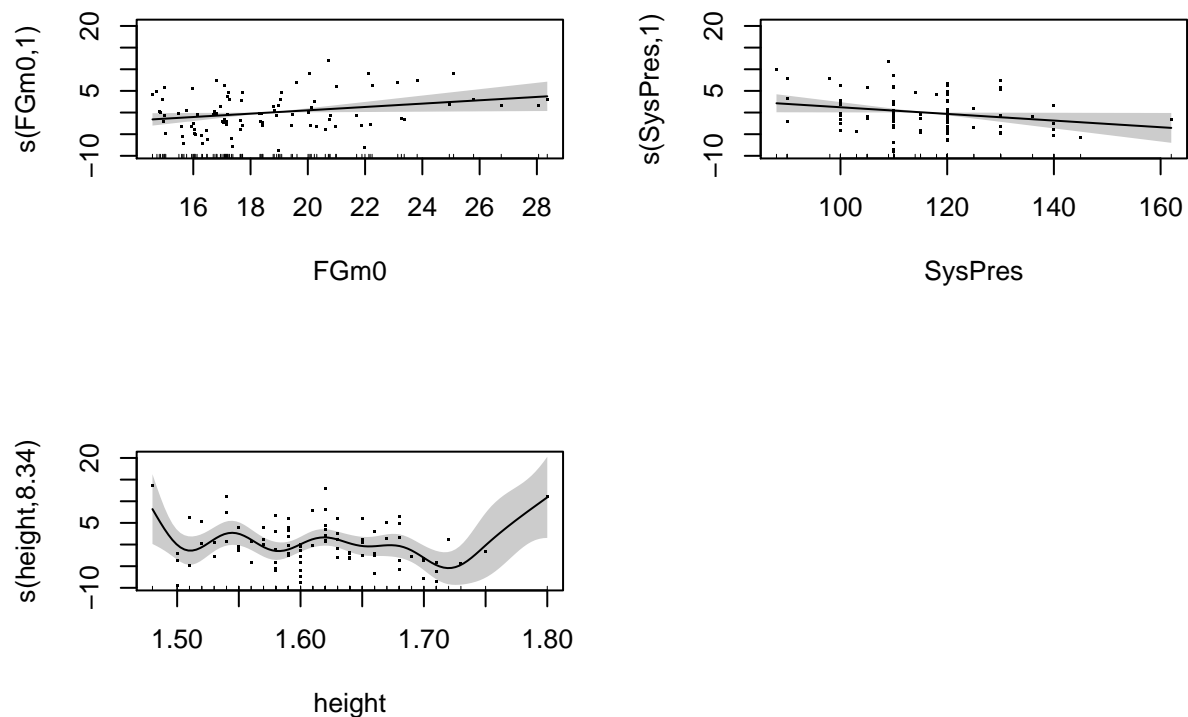 s(FGm0,1)
20
5
−10
16 18 20 22 24 26 28
FGm0
s(SysPres,1)
20
5
−10
100 120 140 160
SysPres
s(height,8.34)
20
5
−10
1.50 1.60 1.70 1.80
height